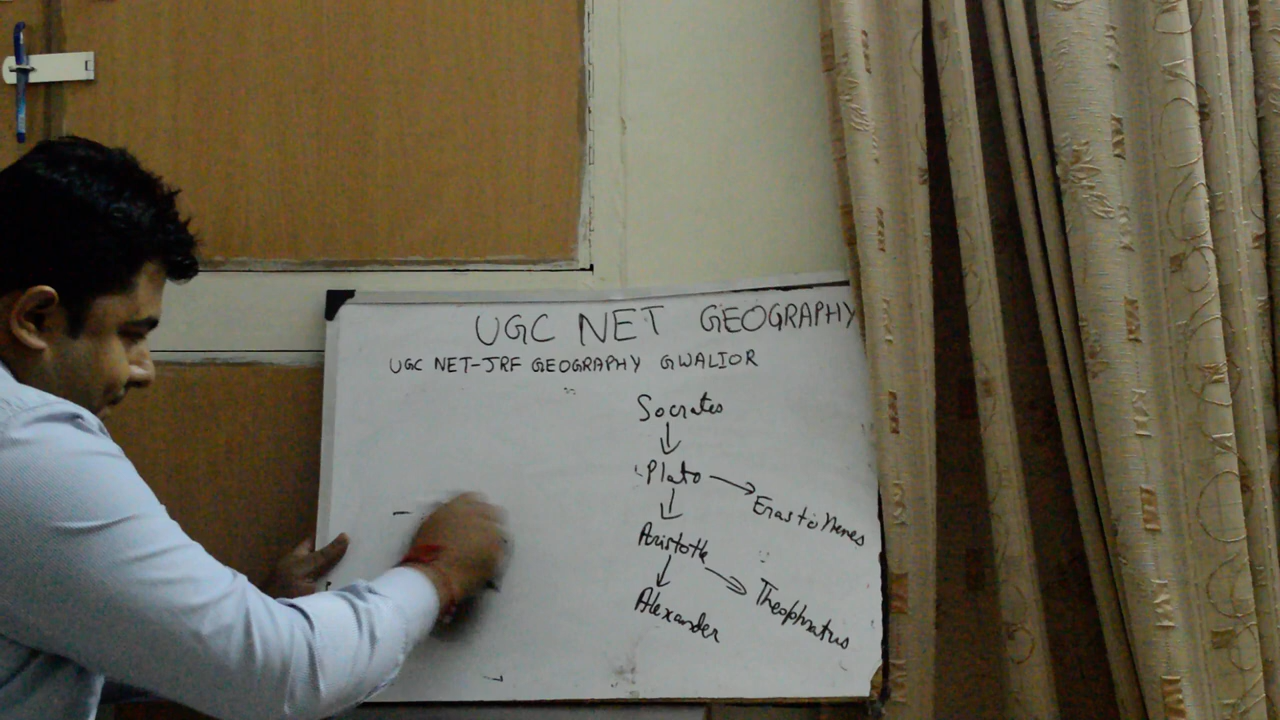 UGC NET GEOGRAPHY
UGC NET-JRF GEOGRAPHY GWALIOR
Socrates
Plato
Erastothenes
Aristotle
Theophratus
Alexander